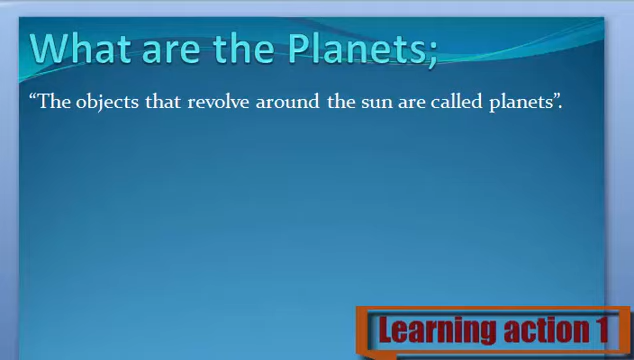 What are the Planets;
“The objects that revolve around the sun are called planets”.
Learning action 1